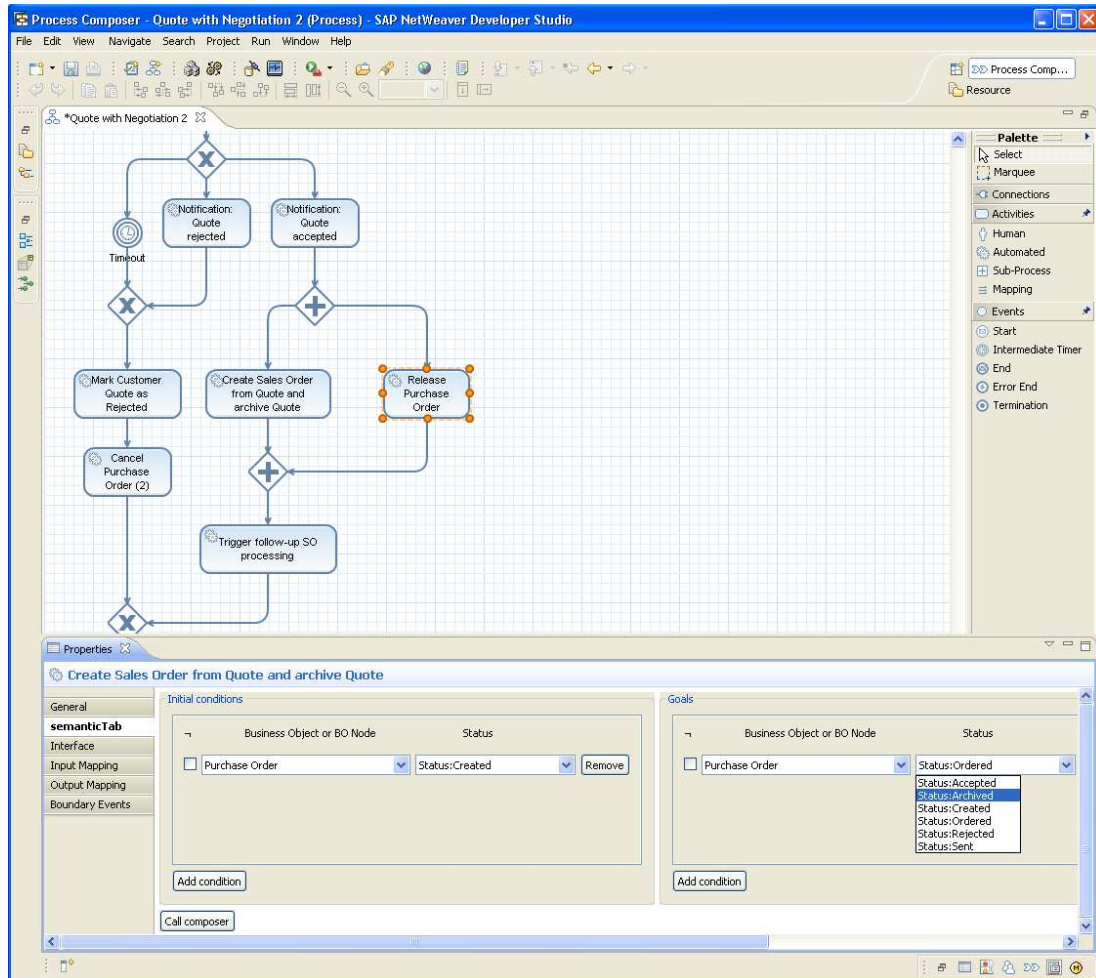 Process Composer - Quote with Negotiation 2 (Process) - SAP NetWeaver Developer Studio
File Edit View Navigate Search Project Run Window Help
Process Comp...
Resource
*Quote with Negotiation 2
Palette
Select
Marquee
Connections
Activities
Human
Automated
Sub-Process
Mapping
Events
Start
Intermediate Timer
End
Error End
Termination
Notification:
Quote
rejected
Notification:
Quote
accepted
Timeout
Mark Customer
Quote as
Rejected
Create Sales Order
from Quote and
archive Quote
Release
Purchase
Order
Cancel
Purchase
Order (2)
Trigger follow-up SO
processing
Properties
Create Sales Order from Quote and archive Quote
General
semanticTab
Interface
Input Mapping
Output Mapping
Boundary Events
Initial conditions
¬ Business Object or BO Node Status
Purchase Order Status:Created Remove
Add condition
Call composer
Goals
¬ Business Object or BO Node Status
Purchase Order Status:Ordered
Status:Accepted
Status:Archived
Status:Created
Status:Ordered
Status:Rejected
Status:Sent
Add condition